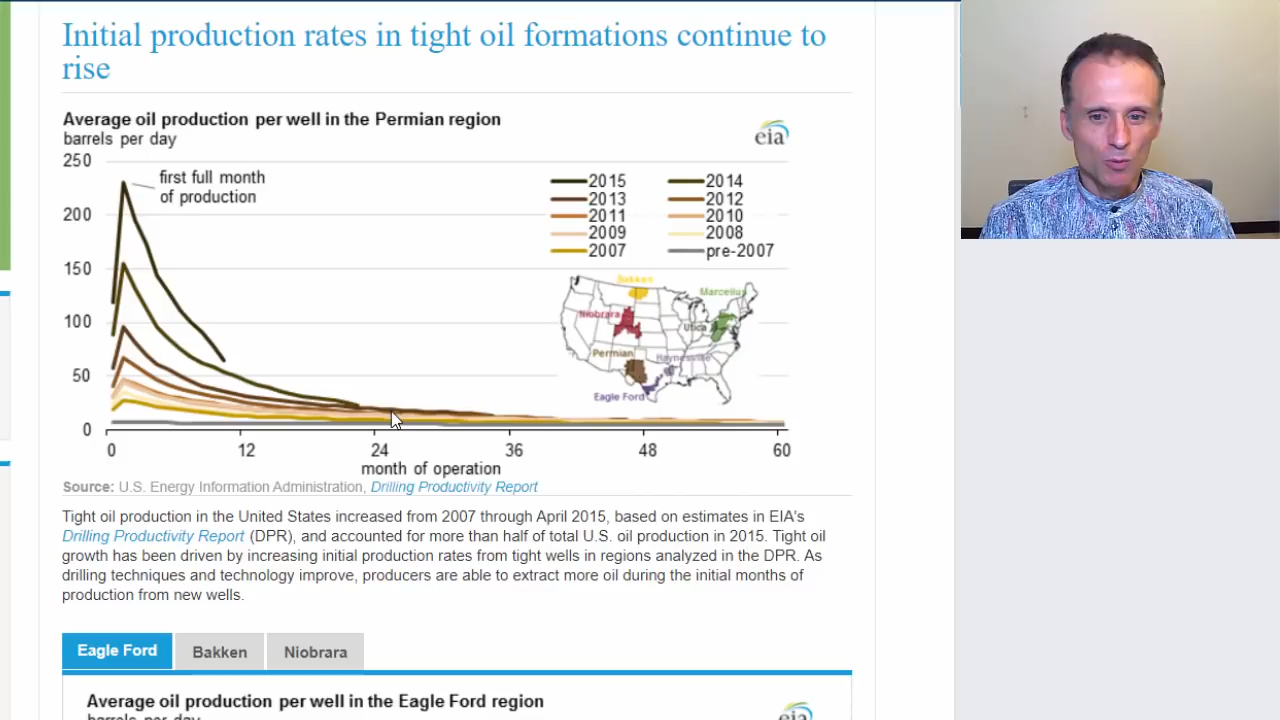 Initial production rates in tight oil formations continue to
rise
Average oil production per well in the Permian region
barrels per day
eia
250
200
150
100
50
0
first full month
of production
2015 2014
2013 2012
2011 2010
2009 2008
2007 pre-2007
Bakken
Marcellus
Niobrara
Utica
Permian
Haynesville
Eagle Ford
0 12 24 36 48 60
month of operation
Source: U.S. Energy Information Administration, Drilling Productivity Report
Tight oil production in the United States increased from 2007 through April 2015, based on estimates in EIA's
Drilling Productivity Report (DPR), and accounted for more than half of total U.S. oil production in 2015. Tight oil
growth has been driven by increasing initial production rates from tight wells in regions analyzed in the DPR. As
drilling techniques and technology improve, producers are able to extract more oil during the initial months of
production from new wells.
Eagle Ford Bakken Niobrara
Average oil production per well in the Eagle Ford region
barrels per day
eia